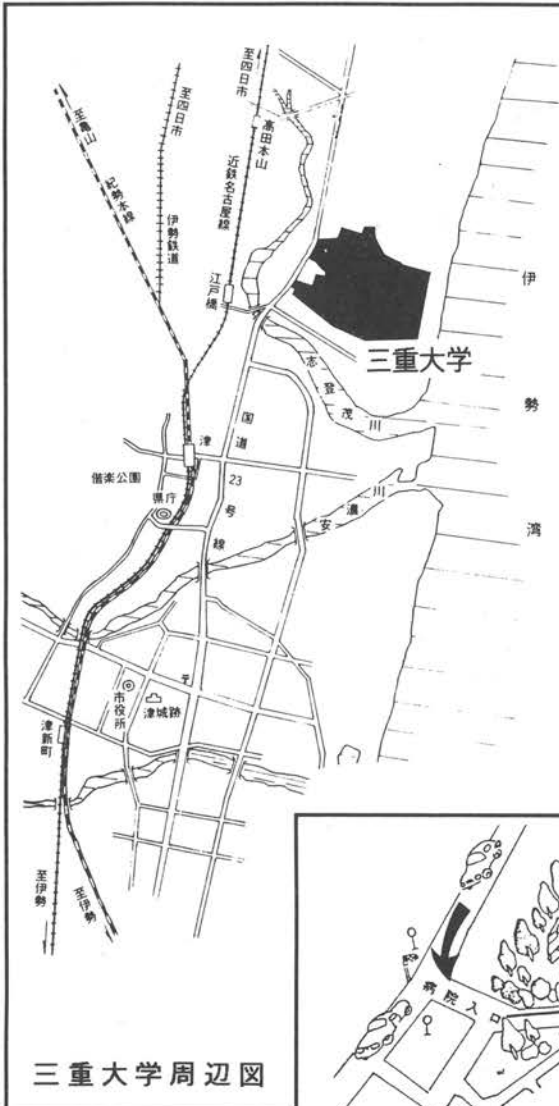 至四日市
至四日市
至亀山
高田本山
紀勢本線
近鉄名古屋線
伊勢鉄道
江戸橋
伊勢湾
三重大学
志登茂川
国道23号線
津
偕楽公園
県庁
安濃川
〒
市役所
津城跡
津新町
至伊勢
至伊勢
病院入口
三重大学周辺図